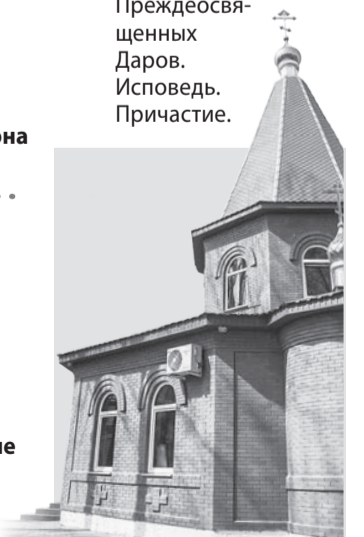 Преждеосвя-
щенных
Даров.
Исповедь.
Причастие.